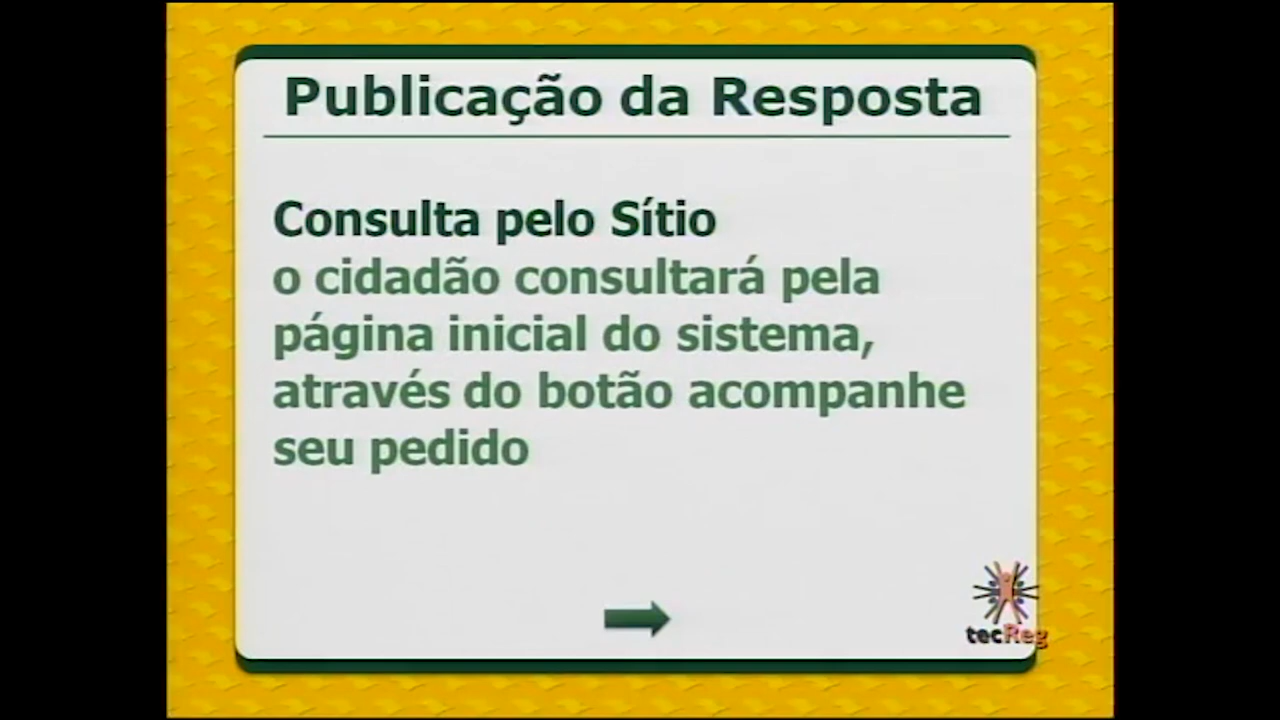 Publicação da Resposta
Consulta pelo Sítio
o cidadão consultará pela
página inicial do sistema,
através do botão acompanhe
seu pedido
tecReg